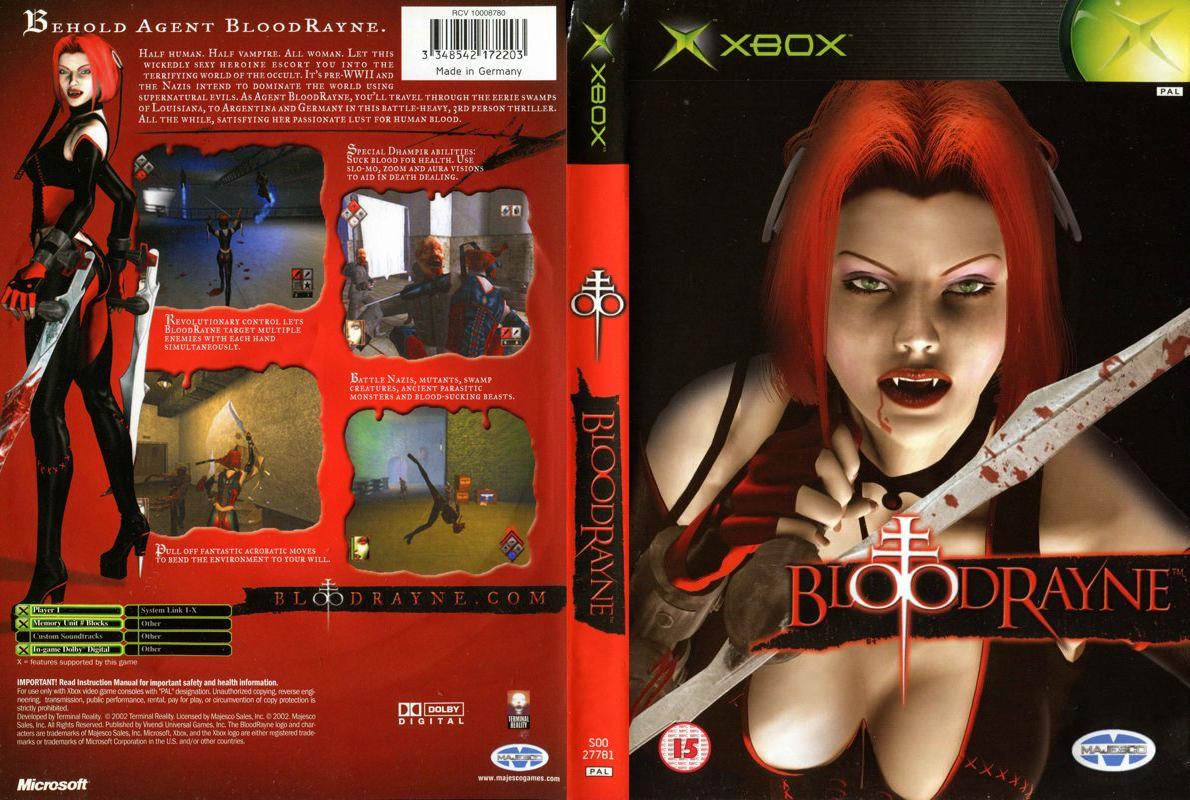 Behold Agent BloodRayne.
RCV 10008780
3 348542 172203
Made in Germany
Half human. Half vampire. All woman. Let this
wickedly sexy heroine escort you into the
terrifying world of the occult. It's pre-WWII and
the Nazis intend to dominate the world using
supernatural evils. As Agent BloodRayne, you'll travel through the eerie swamps
of Louisiana, to Argentina and Germany in this battle-heavy, 3rd person thriller.
All the while, satisfying her passionate lust for human blood.
Special Dhampir abilities:
Suck blood for health. Use
slo-mo, zoom and aura visions
to aid in death dealing.
Revolutionary control lets
BloodRayne target multiple
enemies with each hand
simultaneously.
Battle Nazis, mutants, swamp
creatures, ancient parasitic
monsters and blood-sucking beasts.
Pull off fantastic acrobatic moves
to bend the environment to your will.
BLOODRAYNE.COM
Player 1
System Link 1-X
Memory Unit # Blocks
Other
Custom Soundtracks
Other
In-game Dolby Digital
Other
X = features supported by this game
IMPORTANT! Read Instruction Manual for important safety and health information.
For use only with Xbox video game consoles with "PAL" designation. Unauthorized copying, reverse engi-
neering, transmission, public performance, rental, pay for play, or circumvention of copy protection is
strictly prohibited.
Developed by Terminal Reality. © 2002 Terminal Reality. Licensed by Majesco Sales, Inc. © 2002. Majesco
Sales, Inc. All Rights Reserved. Published by Vivendi Universal Games, Inc. The BloodRayne logo and char-
acters are trademarks of Majesco Sales, Inc. Microsoft, Xbox, and the Xbox logo are either registered trade-
marks or trademarks of Microsoft Corporation in the U.S. and/or other countries.
DOLBY
DIGITAL
TERMINAL
REALITY
MAJESCO
www.majescogames.com
Microsoft
XBOX
BLOODRAYNE™
S00
27781
PAL
XBOX™
PAL
BLOODRAYNE™
15
MAJESCO